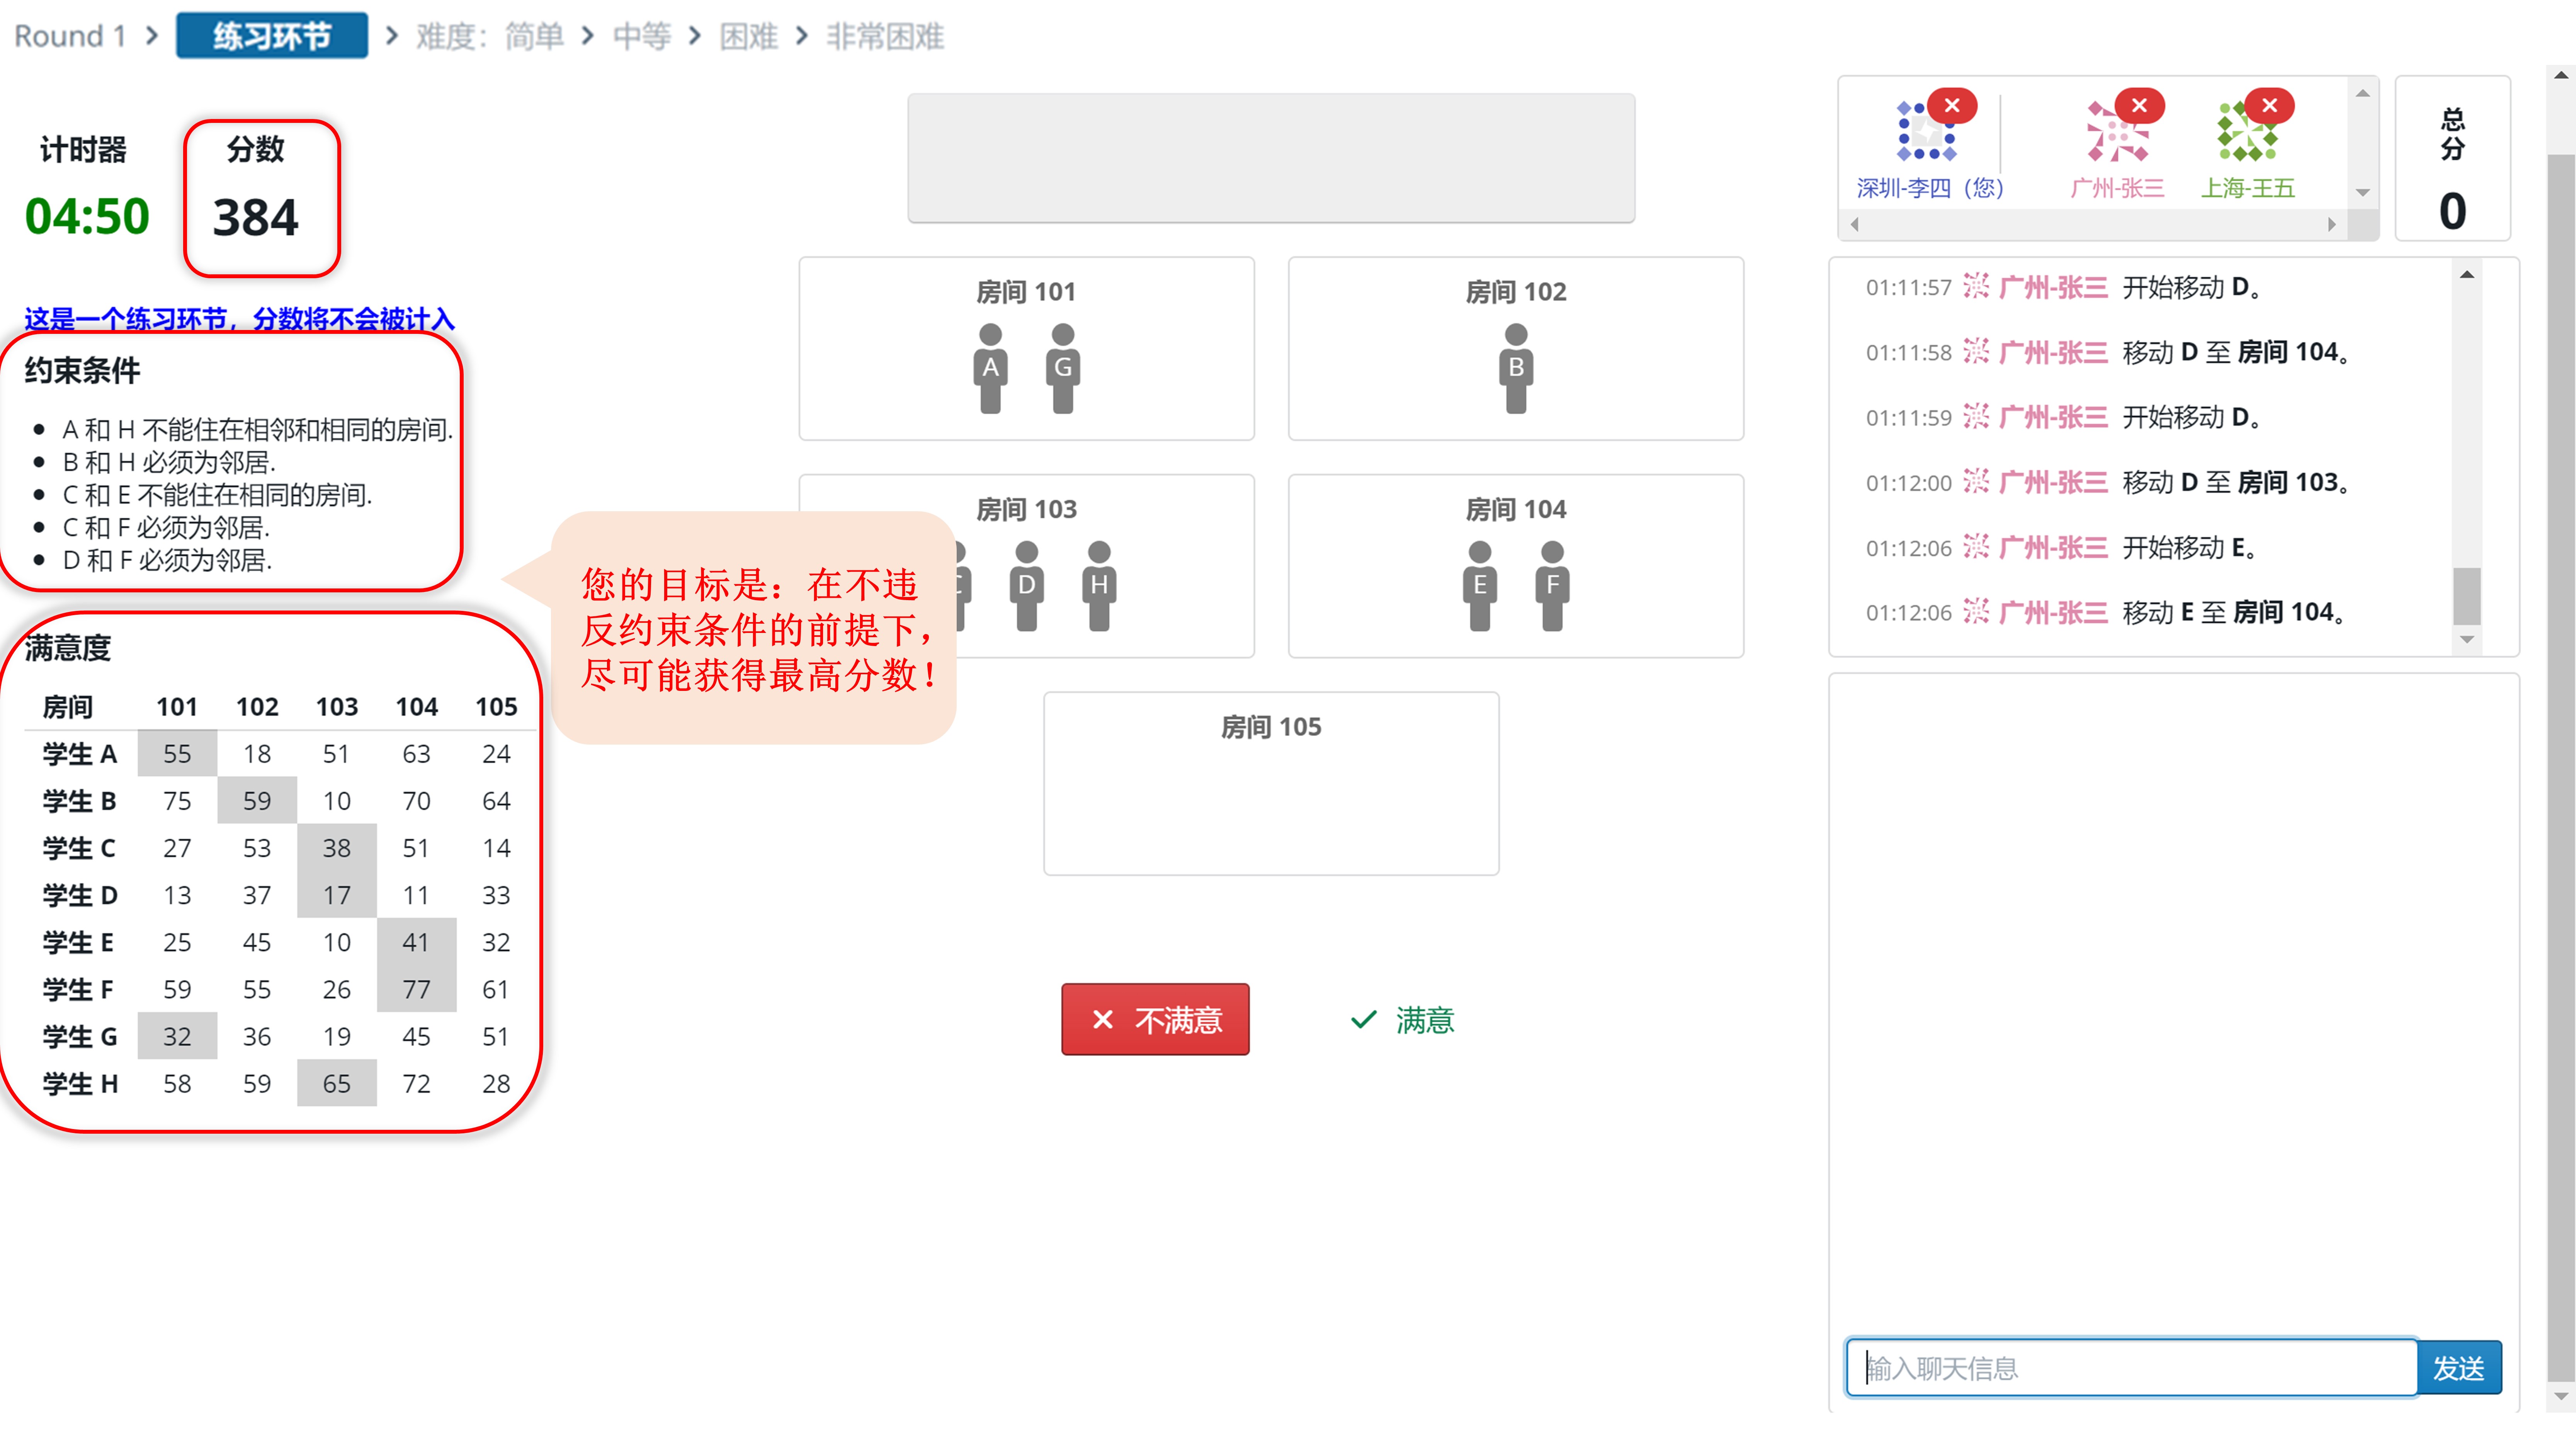 Round 1 > 练习环节 > 难度：简单 > 中等 > 困难 > 非常困难
计时器 分数
04:50 384
这是一个练习环节，分数将不会被计入
约束条件
A 和 H 不能住在相邻和相同的房间.
B 和 H 必须为邻居.
C 和 E 不能住在相同的房间.
C 和 F 必须为邻居.
D 和 F 必须为邻居.
满意度
房间 101 102 103 104 105
学生 A 55 18 51 63 24
学生 B 75 59 10 70 64
学生 C 27 53 38 51 14
学生 D 13 37 17 11 33
学生 E 25 45 10 41 32
学生 F 59 55 26 77 61
学生 G 32 36 19 45 51
学生 H 58 59 65 72 28
您的目标是：在不违
反约束条件的前提下，
尽可能获得最高分数！
房间 101
A G
房间 102
B
房间 103
C D H
房间 104
E F
房间 105
不满意 满意
深圳-李四（您） 广州-张三 上海-王五
总
分
0
01:11:57 广州-张三 开始移动 D。
01:11:58 广州-张三 移动 D 至 房间 104。
01:11:59 广州-张三 开始移动 D。
01:12:00 广州-张三 移动 D 至 房间 103。
01:12:06 广州-张三 开始移动 E。
01:12:06 广州-张三 移动 E 至 房间 104。
输入聊天信息 发送